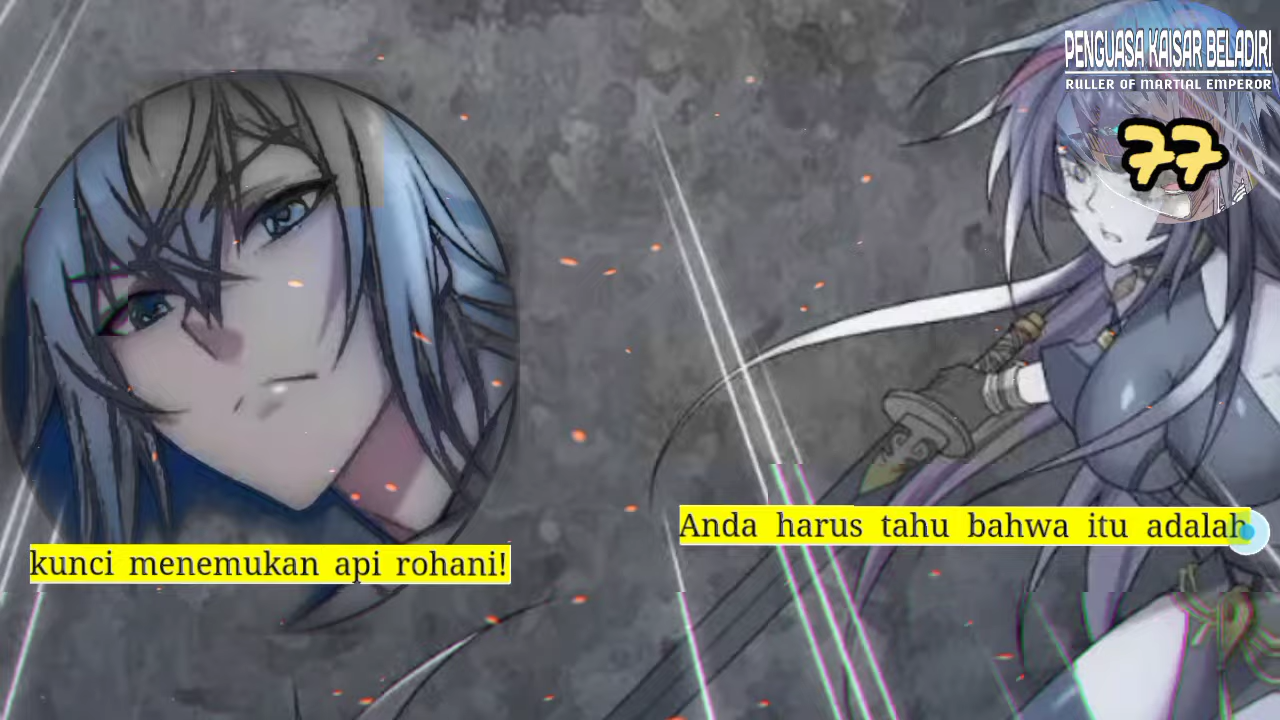 PENGUASA KAISAR BELADIRI
RULLER OF MARTIAL EMPEROR
77
Anda harus tahu bahwa itu adalah
kunci menemukan api rohani!